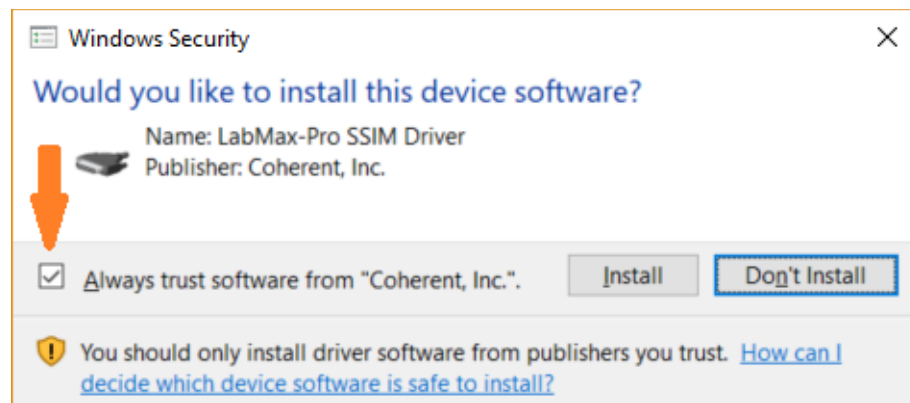 Windows Security
Would you like to install this device software?
Name: LabMax-Pro SSIM Driver
Publisher: Coherent, Inc.
Always trust software from "Coherent, Inc.".
Install
Don't Install
You should only install driver software from publishers you trust. How can I
decide which device software is safe to install?